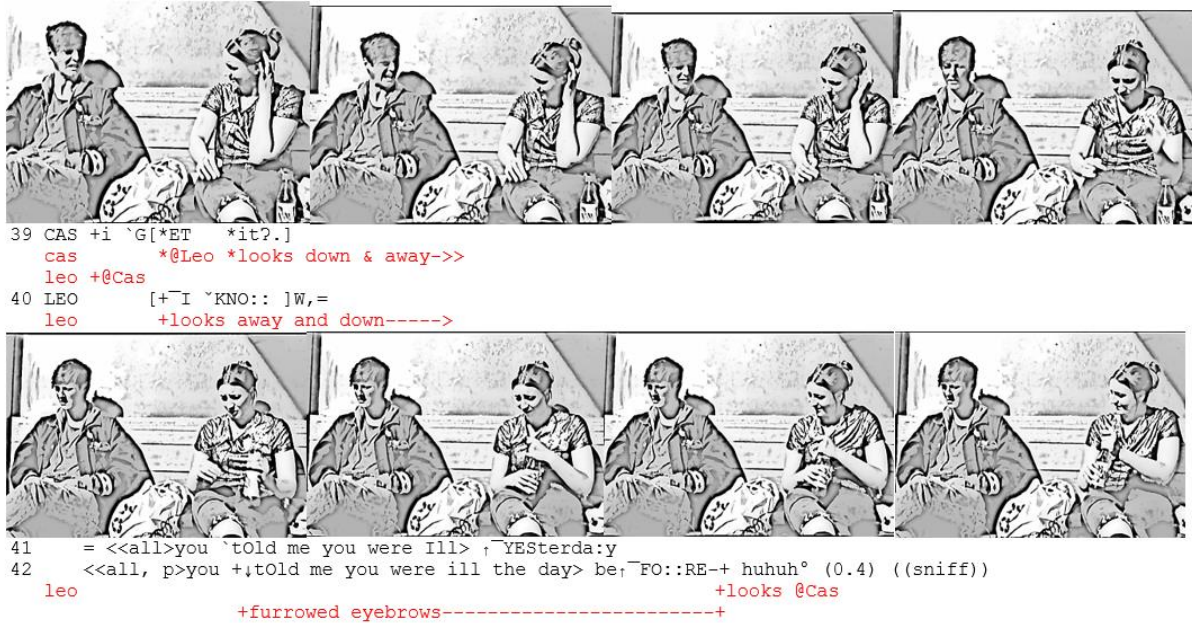 39 CAS +i `G[*ET *it?.]
cas *@Leo *looks down & away->>
leo +@Cas
40 LEO [+¯I ˇKNO:: ]W,=
leo +looks away and down----->
41 = <<all>you `tOld me you were Ill> ↑¯YESterda:y
42 <<all, p>you +↓tOld me you were ill the day> be↑¯FO::RE-+ huhuh° (0.4) ((sniff))
leo +looks @Cas
+furrowed eyebrows------------------------+